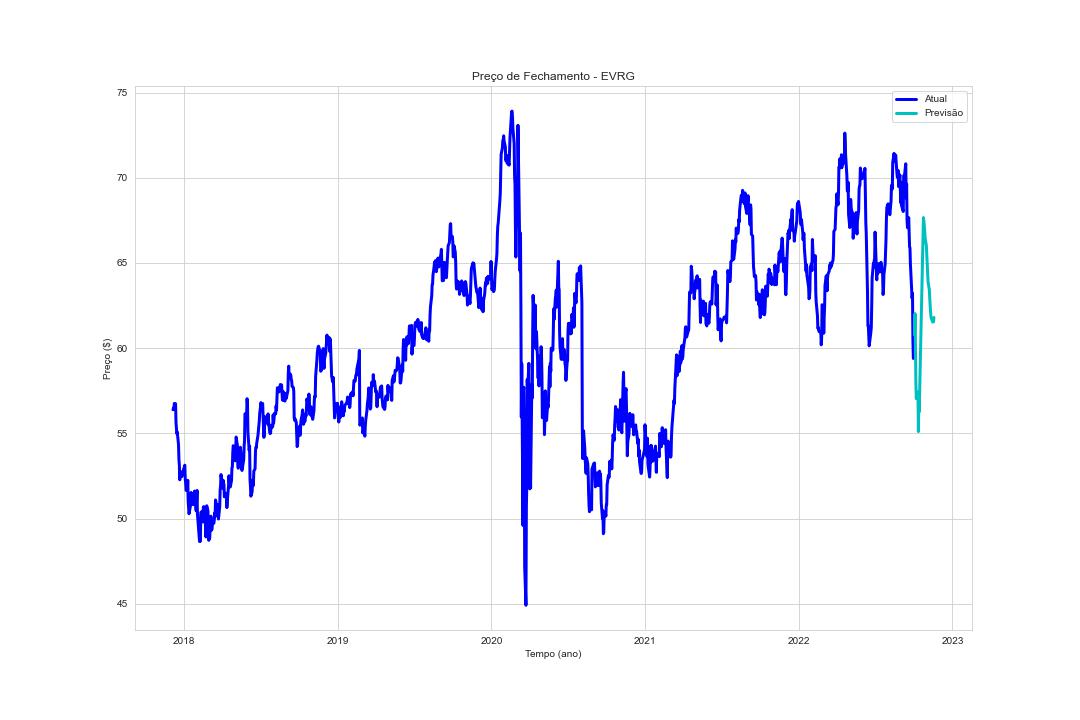 Preço de Fechamento - EVRG
Atual
Previsão
75
70
65
60
55
50
45
Preço ($)
2018 2019 2020 2021 2022 2023
Tempo (ano)